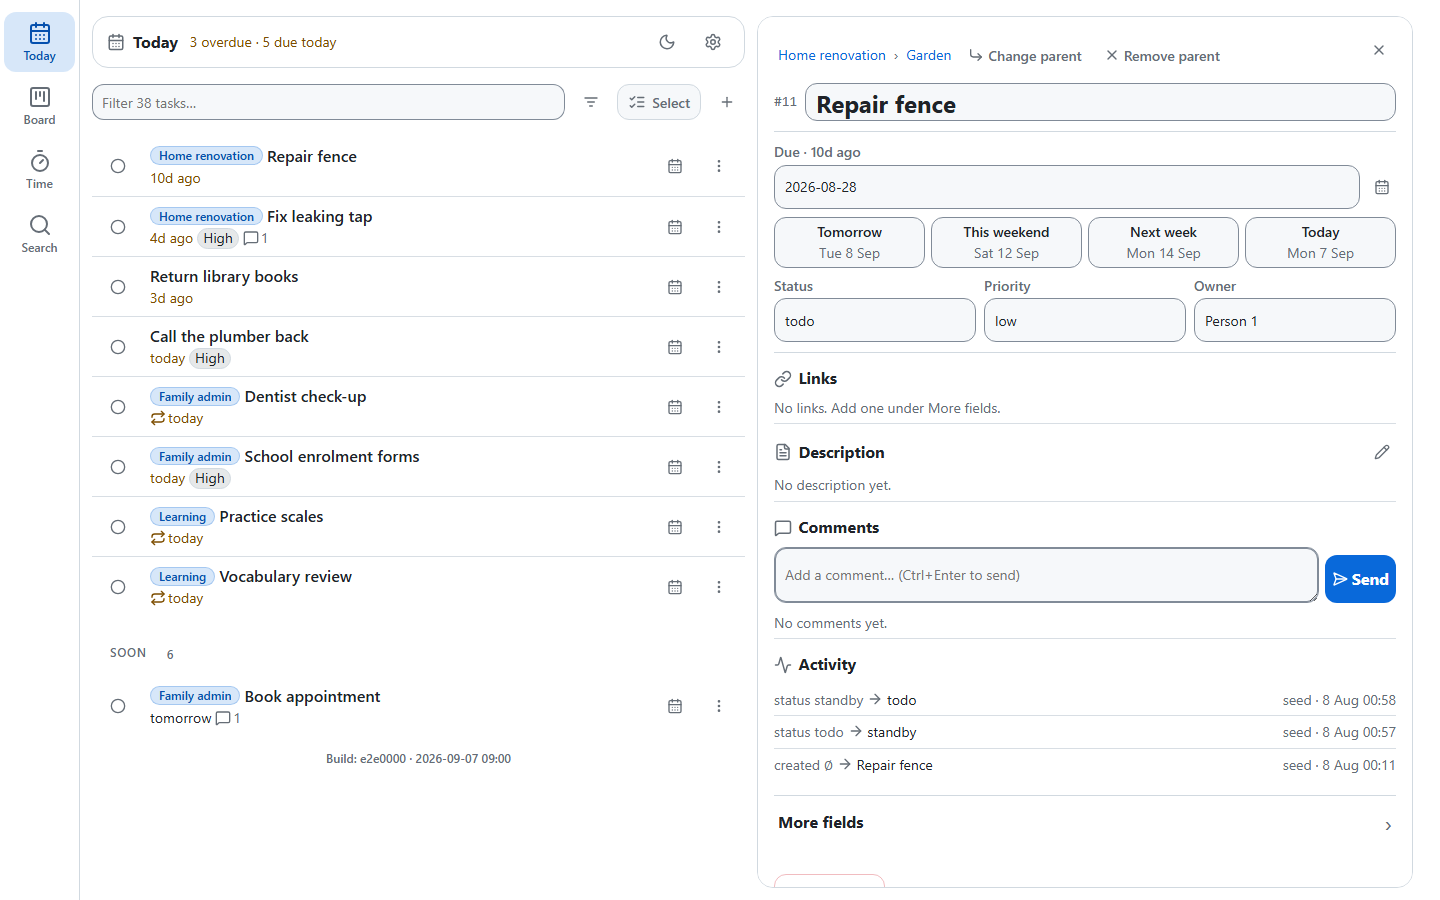 Today
Board
Time
Search
Today 3 overdue · 5 due today
Filter 38 tasks...
Select
Home renovation Repair fence
10d ago
Home renovation Fix leaking tap
4d ago High 1
Return library books
3d ago
Call the plumber back
today High
Family admin Dentist check-up
today
Family admin School enrolment forms
today High
Learning Practice scales
today
Learning Vocabulary review
today
SOON 6
Family admin Book appointment
tomorrow 1
Build: e2e0000 · 2026-09-07 09:00
Home renovation › Garden Change parent Remove parent
#11 Repair fence
Due · 10d ago
2026-08-28
Tomorrow
Tue 8 Sep
This weekend
Sat 12 Sep
Next week
Mon 14 Sep
Today
Mon 7 Sep
Status
todo
Priority
low
Owner
Person 1
Links
No links. Add one under More fields.
Description
No description yet.
Comments
Add a comment... (Ctrl+Enter to send)
Send
No comments yet.
Activity
status standby → todo seed · 8 Aug 00:58
status todo → standby seed · 8 Aug 00:57
created ∅ → Repair fence seed · 8 Aug 00:11
More fields